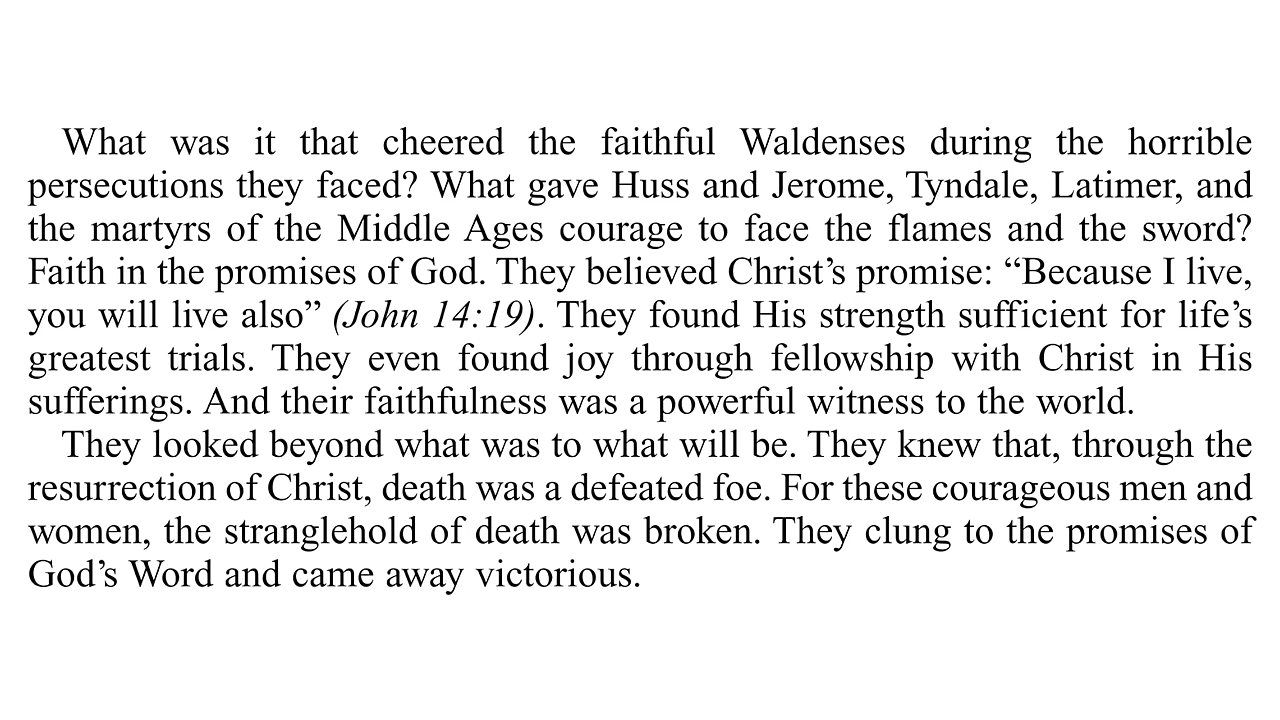 What was it that cheered the faithful Waldenses during the horrible
persecutions they faced? What gave Huss and Jerome, Tyndale, Latimer, and
the martyrs of the Middle Ages courage to face the flames and the sword?
Faith in the promises of God. They believed Christ’s promise: “Because I live,
you will live also” (John 14:19). They found His strength sufficient for life’s
greatest trials. They even found joy through fellowship with Christ in His
sufferings. And their faithfulness was a powerful witness to the world.
They looked beyond what was to what will be. They knew that, through the
resurrection of Christ, death was a defeated foe. For these courageous men and
women, the stranglehold of death was broken. They clung to the promises of
God’s Word and came away victorious.